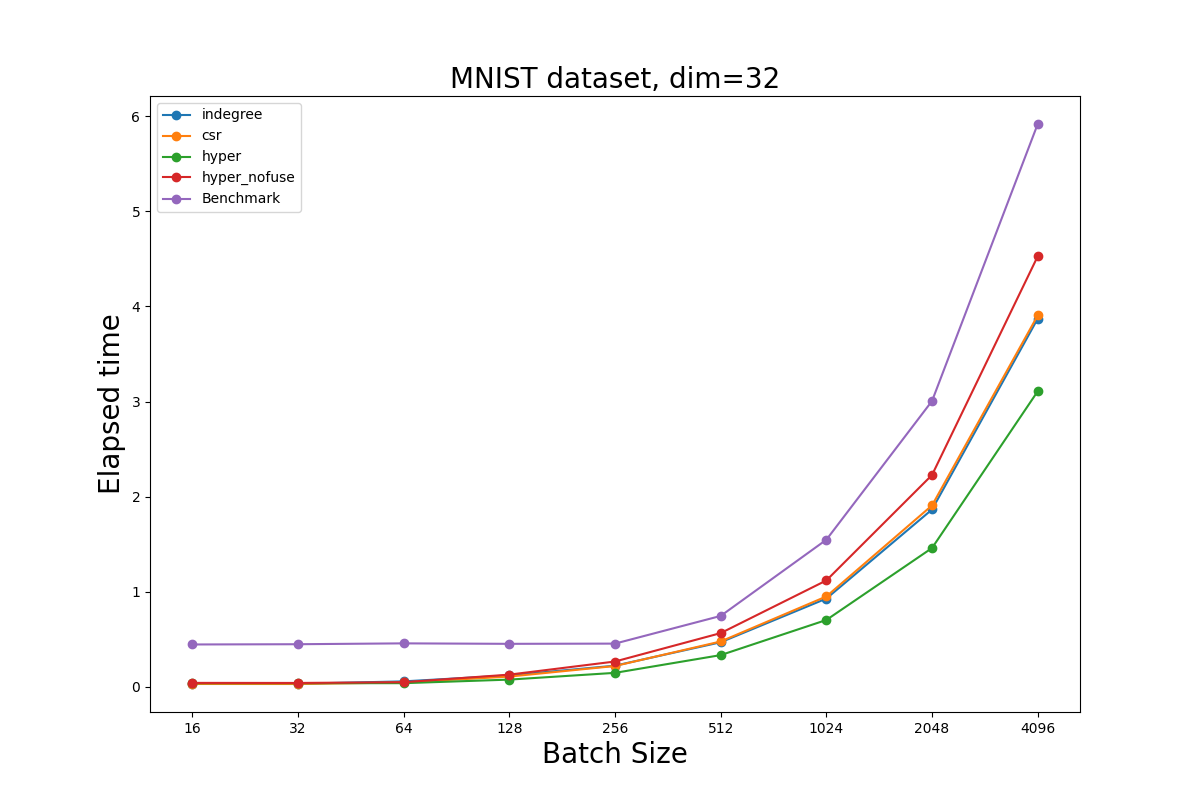 MNIST dataset, dim=32
indegree
csr
hyper
hyper_nofuse
Benchmark
Elapsed time
6
5
4
3
2
1
0
16 32 64 128 256 512 1024 2048 4096
Batch Size